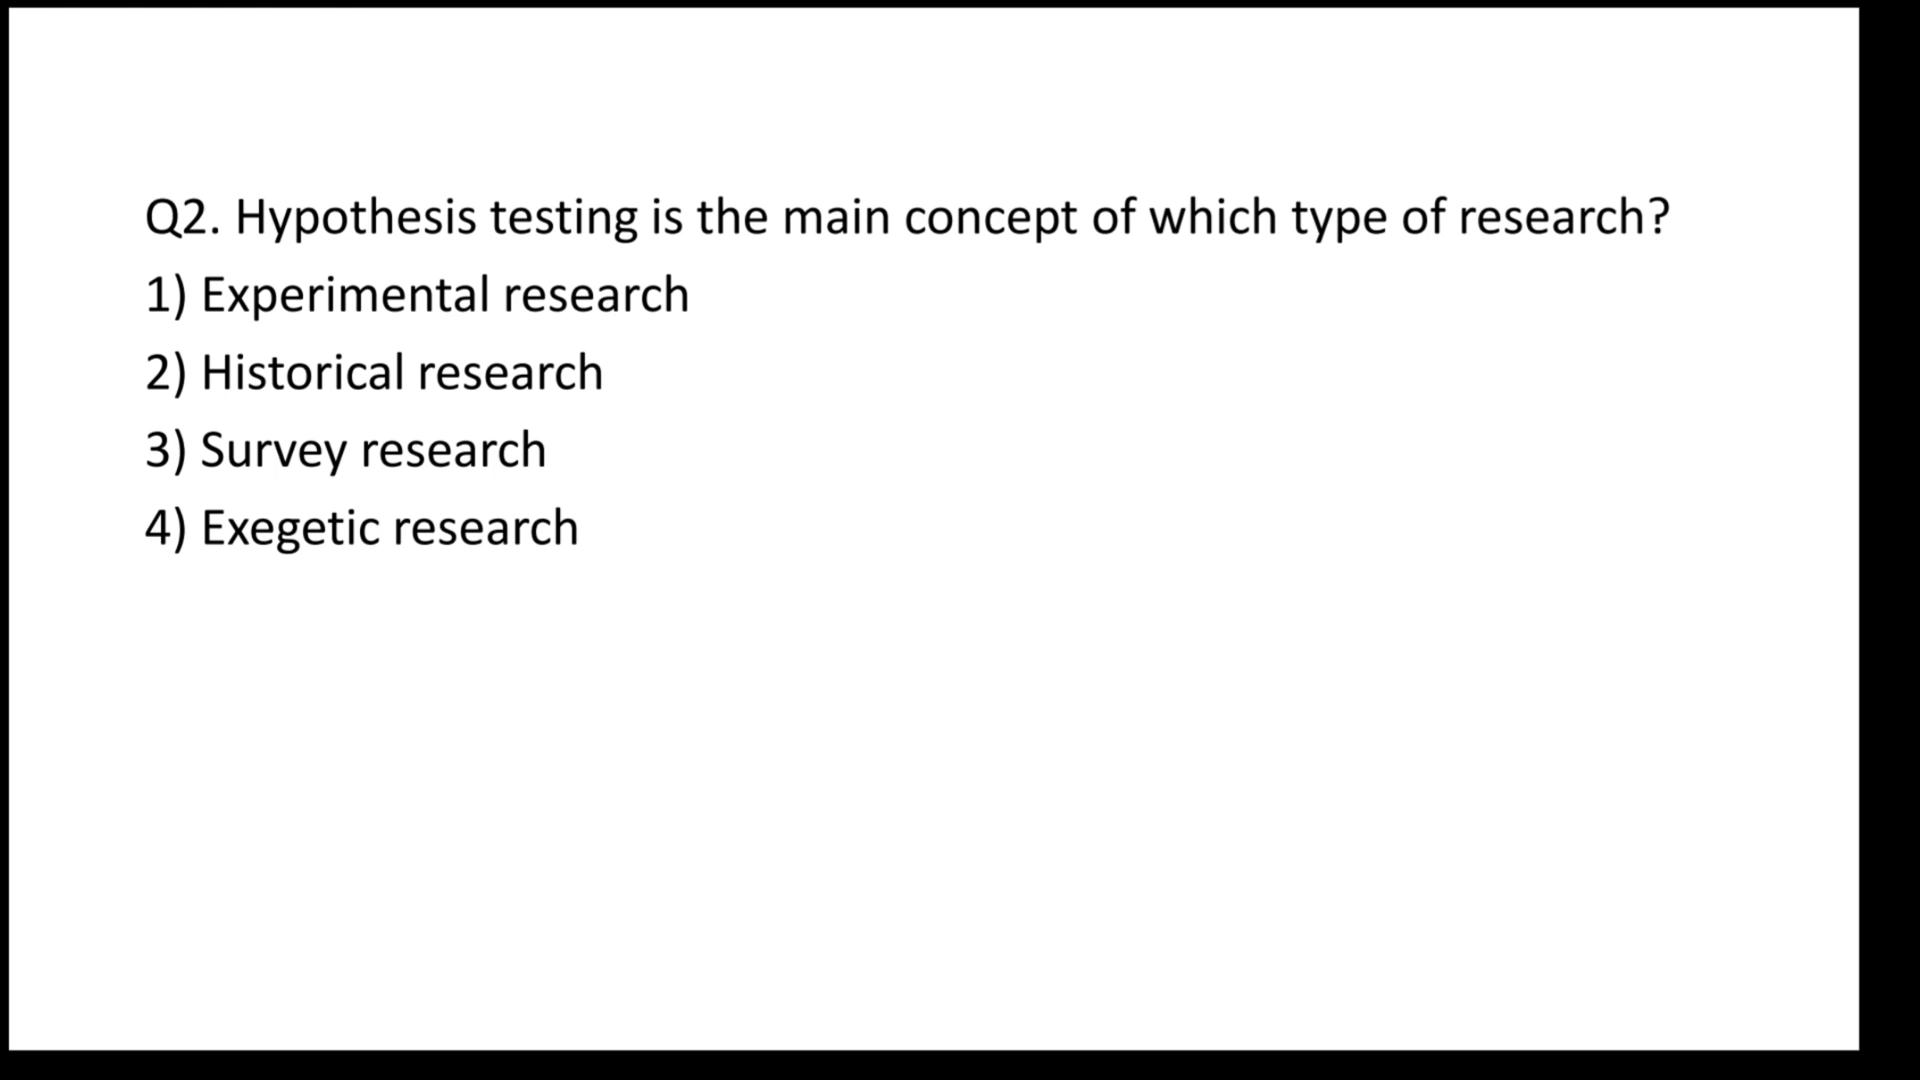 Q2. Hypothesis testing is the main concept of which type of research?
1) Experimental research
2) Historical research
3) Survey research
4) Exegetic research